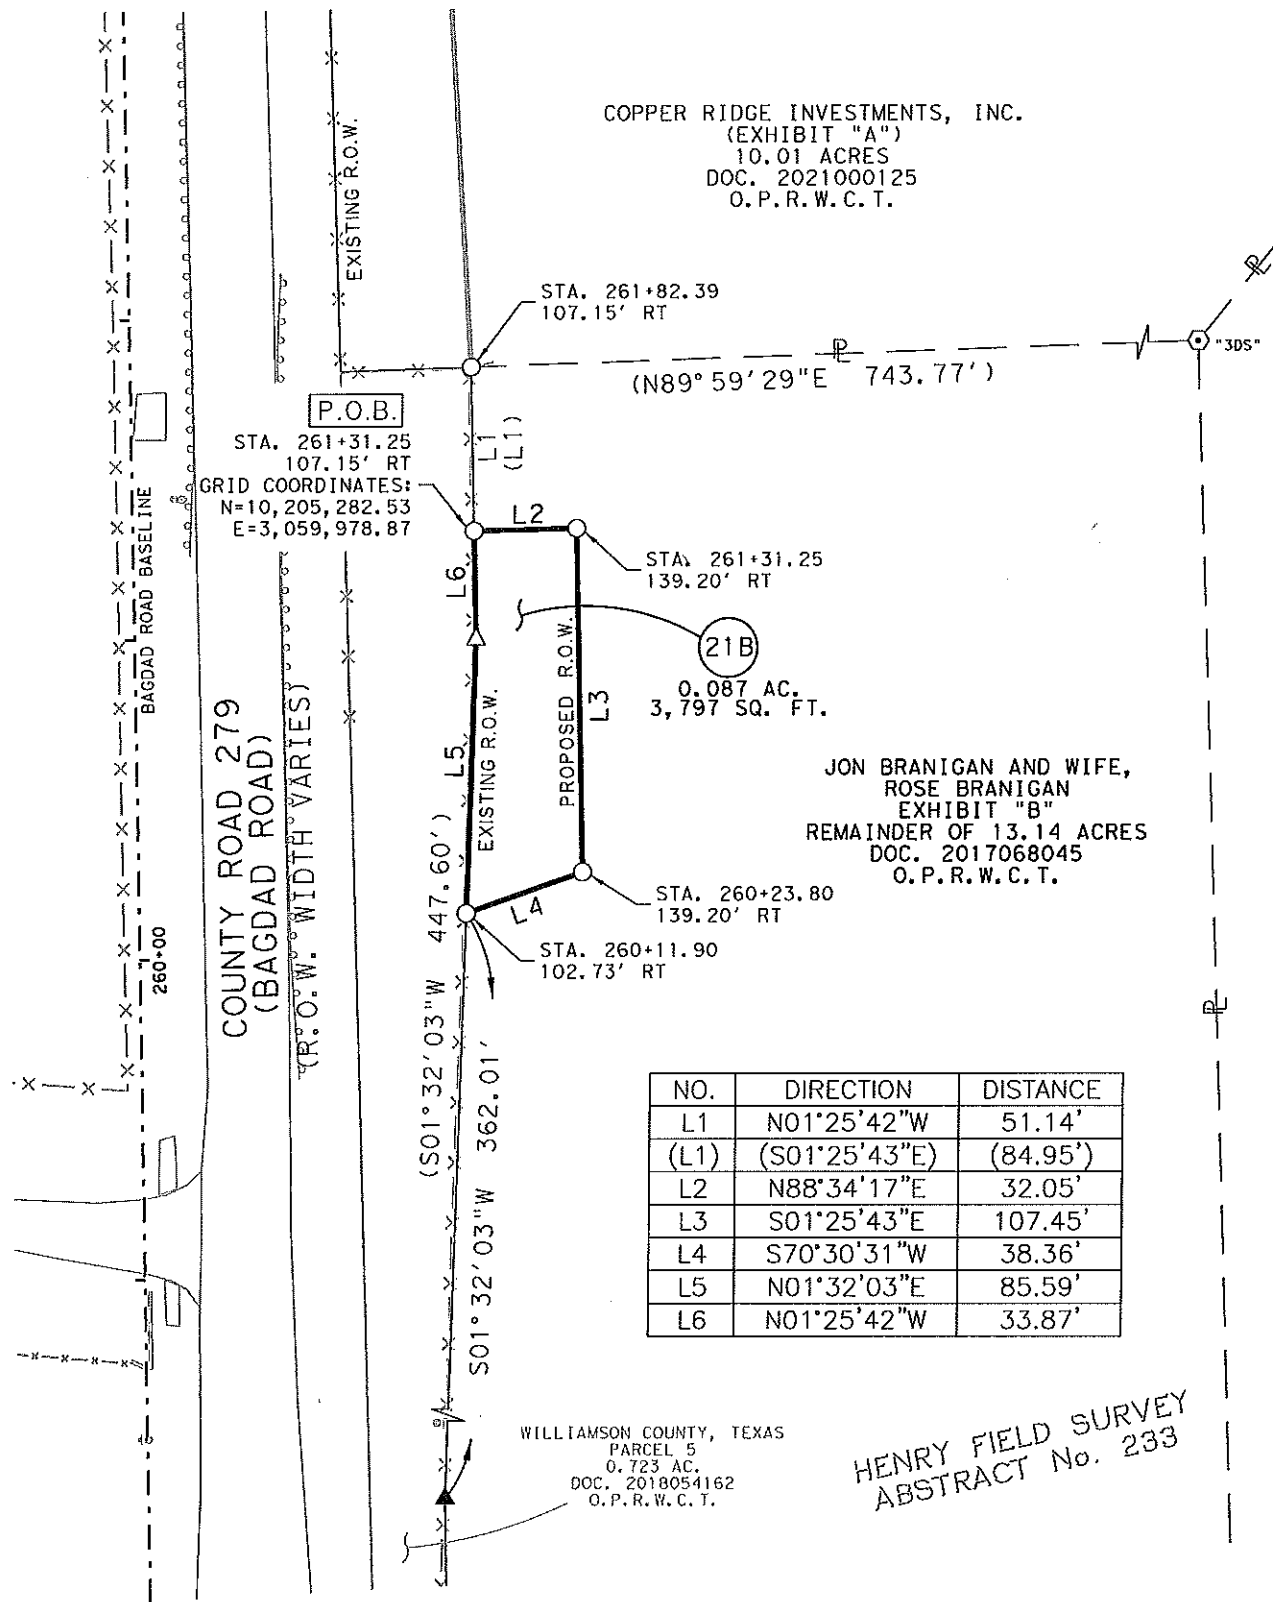 COPPER RIDGE INVESTMENTS, INC.
(EXHIBIT "A")
10.01 ACRES
DOC. 2021000125
O.P.R.W.C.T.
EXISTING R.O.W.
STA. 261+82.39
107.15' RT
"3DS"
(N89°59'29"E 743.77')
P.O.B.
STA. 261+31.25
107.15' RT
GRID COORDINATES:
N=10,205,282.53
E=3,059,978.87
L1
(L1)
L2
STA. 261+31.25
139.20' RT
L6
21B
0.087 AC.
3,797 SQ. FT.
BAGDAD ROAD BASELINE
COUNTY ROAD 279
(BAGDAD ROAD)
(R.O.W. WIDTH VARIES)
L5
EXISTING R.O.W.
PROPOSED R.O.W.
L3
JON BRANIGAN AND WIFE,
ROSE BRANIGAN
EXHIBIT "B"
REMAINDER OF 13.14 ACRES
DOC. 2017068045
O.P.R.W.C.T.
STA. 260+23.80
139.20' RT
L4
STA. 260+11.90
102.73' RT
260+00
(S01°32'03"W 447.60')
S01°32'03"W 362.01'
NO. DIRECTION DISTANCE
L1 N01°25'42"W 51.14'
(L1) (S01°25'43"E) (84.95')
L2 N88°34'17"E 32.05'
L3 S01°25'43"E 107.45'
L4 S70°30'31"W 38.36'
L5 N01°32'03"E 85.59'
L6 N01°25'42"W 33.87'
WILLIAMSON COUNTY, TEXAS
PARCEL 5
0.723 AC.
DOC. 2018054162
O.P.R.W.C.T.
HENRY FIELD SURVEY
ABSTRACT No. 233